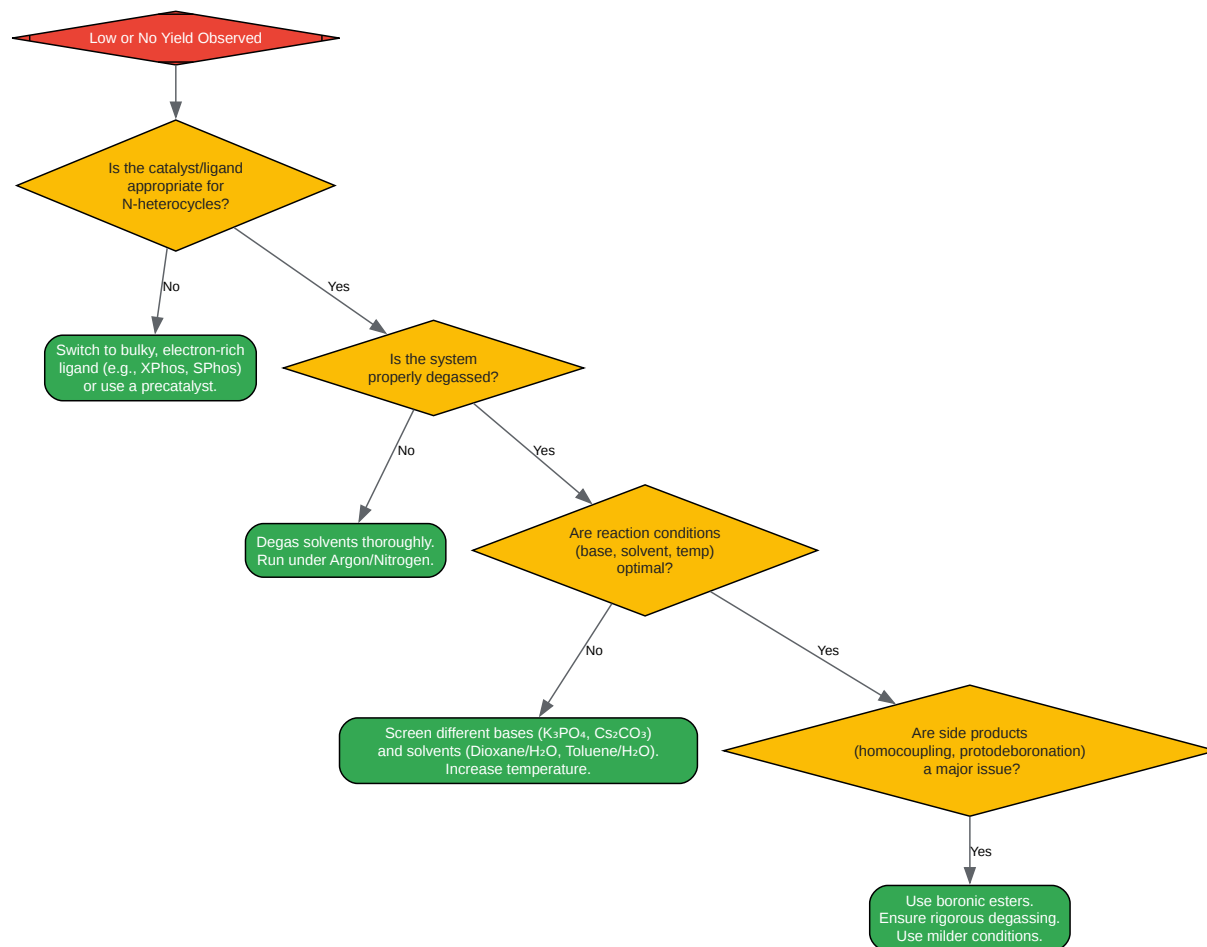 Low or No Yield Observed
Is the catalyst/ligand
appropriate for
N-heterocycles?
No
Yes
Switch to bulky, electron-rich
ligand (e.g., XPhos, SPhos)
or use a precatalyst.
Is the system
properly degassed?
No
Yes
Degas solvents thoroughly.
Run under Argon/Nitrogen.
Are reaction conditions
(base, solvent, temp)
optimal?
No
Yes
Screen different bases (K₃PO₄, Cs₂CO₃)
and solvents (Dioxane/H₂O, Toluene/H₂O).
Increase temperature.
Are side products
(homocoupling, protodeboronation)
a major issue?
Yes
Use boronic esters.
Ensure rigorous degassing.
Use milder conditions.